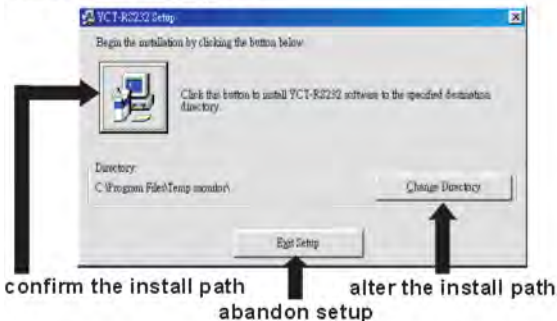 YCT-RS232 Setup
Begin the installation by clicking the button below.
Click this button to install YCT-RS232 software to the specified destination
directory.
Directory:
C:\Program Files\Temp monitor\
Change Directory
Exit Setup
confirm the install path
alter the install path
abandon setup